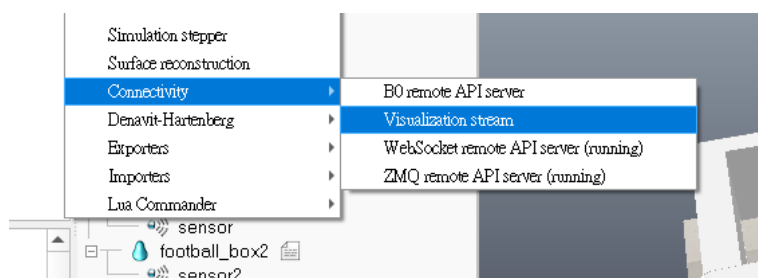 Simulation stepper
Surface reconstruction
Connectivity
Denavit-Hartenberg
Exporters
Importers
Lua Commander
B0 remote API server
Visualization stream
WebSocket remote API server (running)
ZMQ remote API server (running)
sensor
football_box2
sensor2